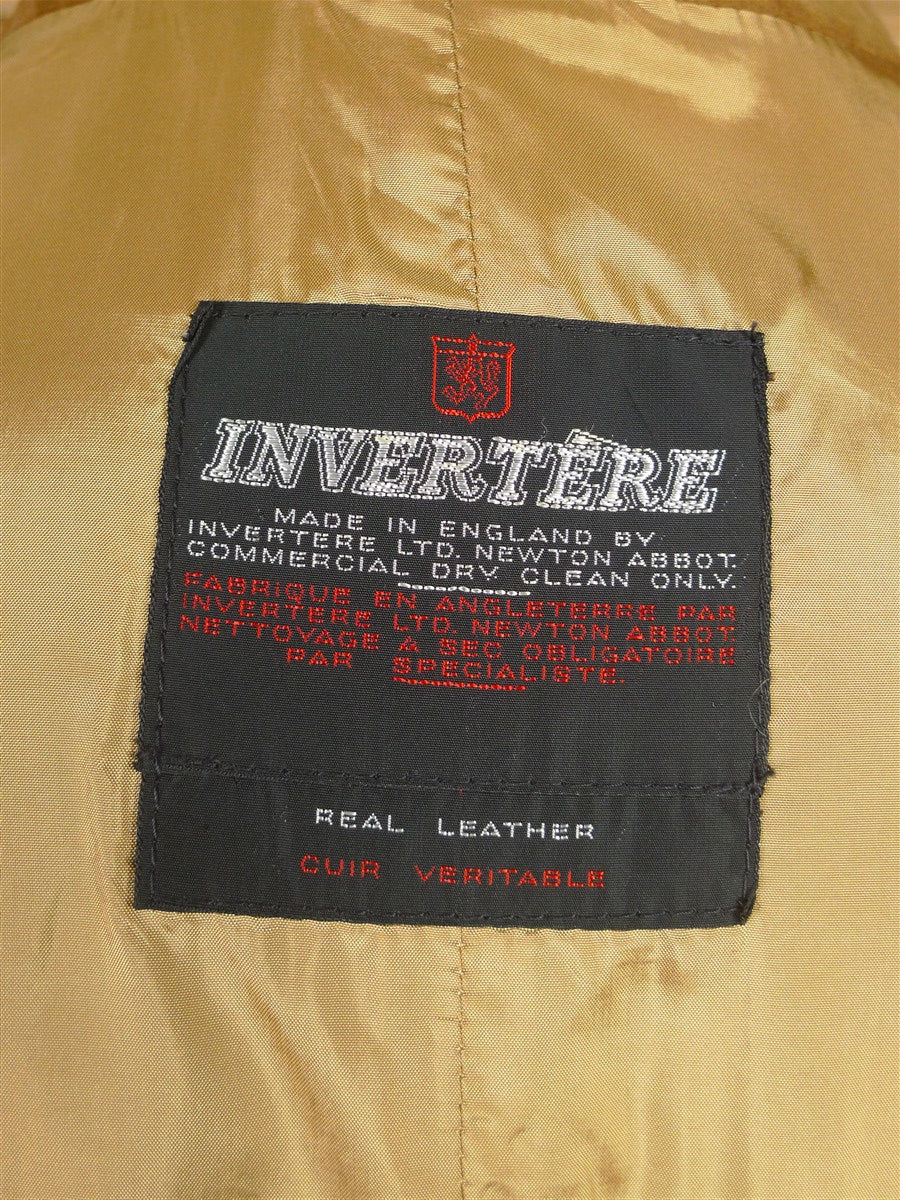 INVERTÈRE
MADE IN ENGLAND BY
INVERTERE LTD. NEWTON ABBOT.
COMMERCIAL DRY CLEAN ONLY.
FABRIQUE EN ANGLETERRE PAR
INVERTERE LTD. NEWTON ABBOT.
NETTOYAGE A SEC OBLIGATOIRE
PAR SPECIALISTE.
REAL LEATHER
CUIR VERITABLE